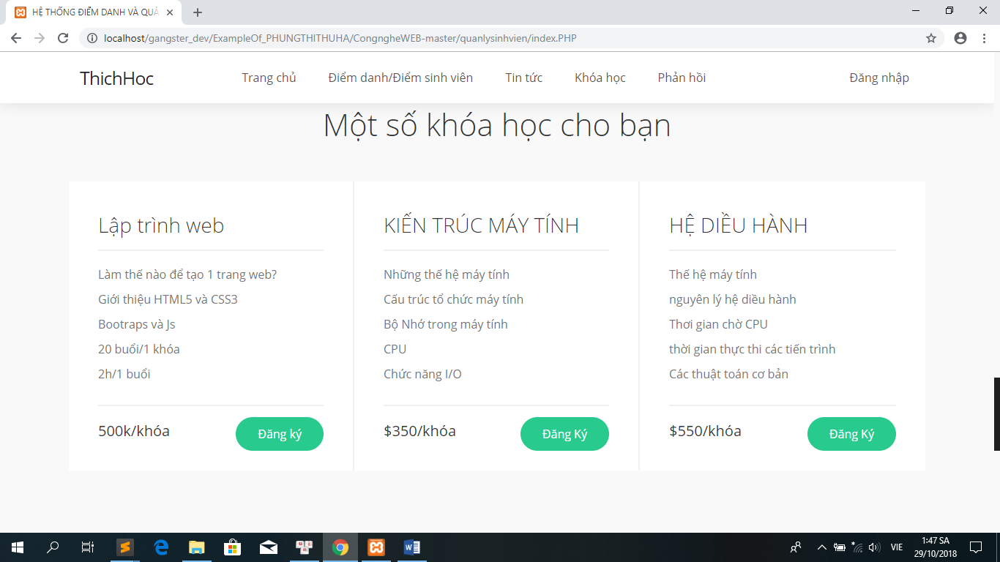 HỆ THỐNG ĐIỂM DANH VÀ QUẢ
localhost/gangster_dev/ExampleOf_PHUNGTHITHUHA/CongngheWEB-master/quanlysinhvien/index.PHP
ThichHoc
Trang chủ
Điểm danh/Điểm sinh viên
Tin tức
Khóa học
Phản hồi
Đăng nhập
Một số khóa học cho bạn
Lập trình web
Làm thế nào để tạo 1 trang web?
Giới thiệu HTML5 và CSS3
Bootraps và Js
20 buổi/1 khóa
2h/1 buổi
500k/khóa
Đăng ký
KIẾN TRÚC MÁY TÍNH
Những thế hệ máy tính
Cấu trúc tổ chức máy tính
Bộ Nhớ trong máy tính
CPU
Chức năng I/O
$350/khóa
Đăng Ký
HỆ DIỀU HÀNH
Thế hệ máy tính
nguyên lý hệ diều hành
Thơi gian chờ CPU
thời gian thực thi các tiến trình
Các thuật toán cơ bản
$550/khóa
Đăng Ký
VIE
1:47 SA
29/10/2018